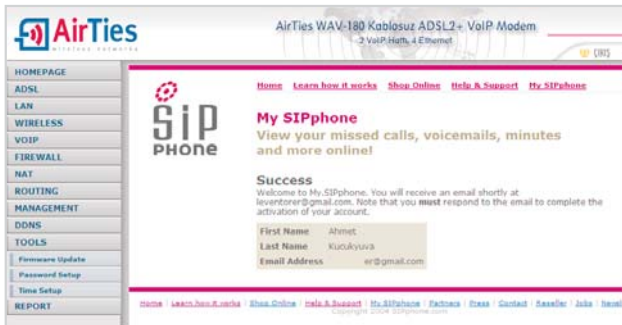 AirTies
wireless networks
AirTies WAV-180 Kablosuz ADSL2+ VoIP Modem
2 VoIP Hatlı, 4 Ethernet
HOMEPAGE
ADSL
LAN
WIRELESS
VOIP
FIREWALL
NAT
ROUTING
MANAGEMENT
DDNS
TOOLS
Firmware Update
Password Setup
Time Setup
REPORT
SIP
PHONE
Home Learn how it works Shop Online Help & Support My SIPphone
My SIPphone
View your missed calls, voicemails, minutes
and more online!
Success
Welcome to My.SIPphone. You will receive an email shortly at
leventorer@gmail.com. Note that you must respond to the email to complete the
activation of your account.
First Name Ahmet
Last Name Kucukyuva
Email Address er@gmail.com
Home | Learn how it works | Shop Online | Help & Support | My SIPphone | Partners | Press | Contact | Reseller | Jobs |
Copyright 2004 SIPphone.com